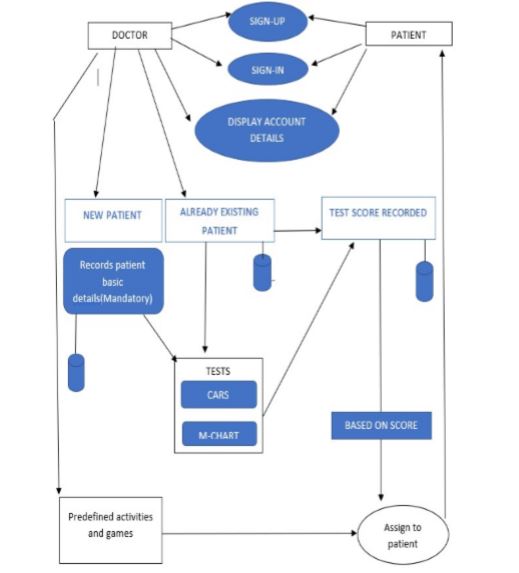 SIGN-UP
DOCTOR
PATIENT
SIGN-IN
DISPLAY ACCOUNT
DETAILS
NEW PATIENT
ALREADY EXISTING
PATIENT
TEST SCORE RECORDED
Records patient
basic
details(Mandatory)
TESTS
CARS
M-CHART
BASED ON SCORE
Predefined activities
and games
Assign to
patient